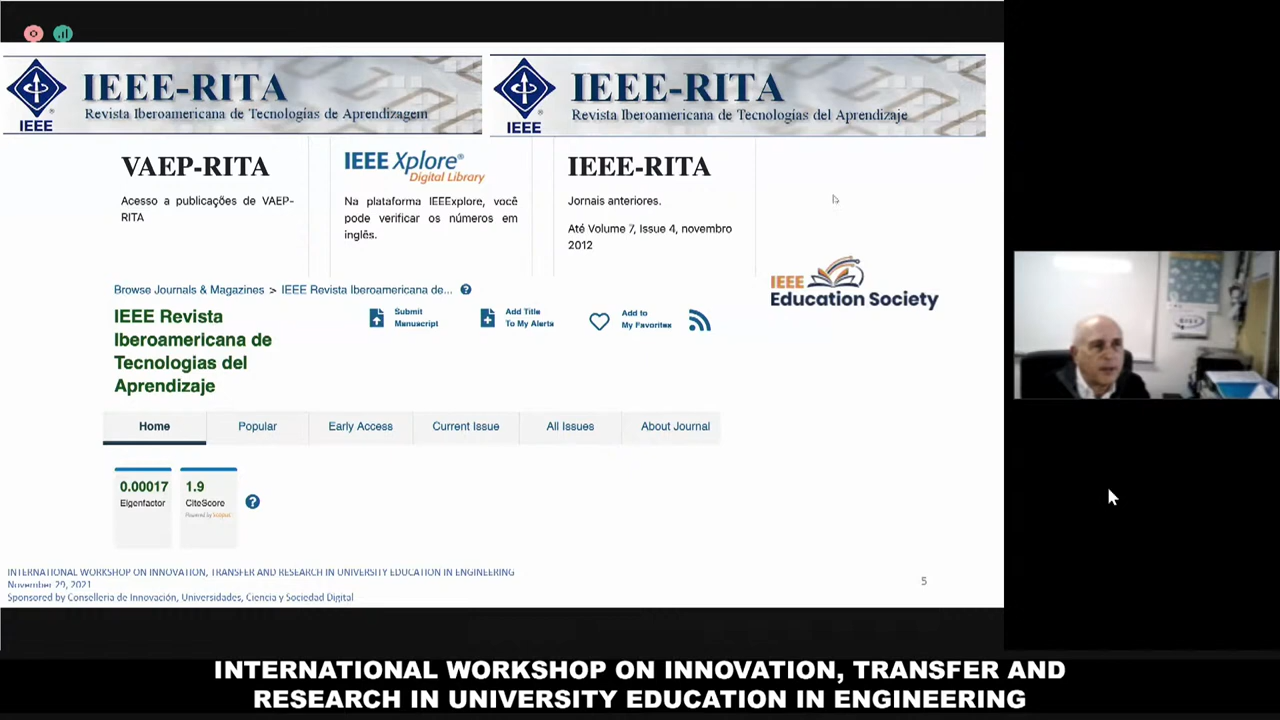 IEEE-RITA
Revista Iberoamericana de Tecnologías de Aprendizagem
IEEE
IEEE-RITA
Revista Iberoamericana de Tecnologías del Aprendizaje
IEEE
VAEP-RITA
Acesso a publicações de VAEP-
RITA
IEEE Xplore®
Digital Library
Na plataforma IEEExplore, você
pode verificar os números em
inglês.
IEEE-RITA
Jornais anteriores.
Até Volume 7, Issue 4, novembro
2012
IEEE
Education Society
Browse Journals & Magazines > IEEE Revista Iberoamericana de...
IEEE Revista
Iberoamericana de
Tecnologias del
Aprendizaje
Submit
Manuscript
Add Title
To My Alerts
Add to
My Favorites
Home Popular Early Access Current Issue All Issues About Journal
0.00017
Eigenfactor
1.9
CiteScore
Powered by
INTERNATIONAL WORKSHOP ON INNOVATION, TRANSFER AND RESEARCH IN UNIVERSITY EDUCATION IN ENGINEERING
November 29, 2021
Sponsored by Conselleria de Innovación, Universidades, Ciencia y Sociedad Digital
5
INTERNATIONAL WORKSHOP ON INNOVATION, TRANSFER AND
RESEARCH IN UNIVERSITY EDUCATION IN ENGINEERING